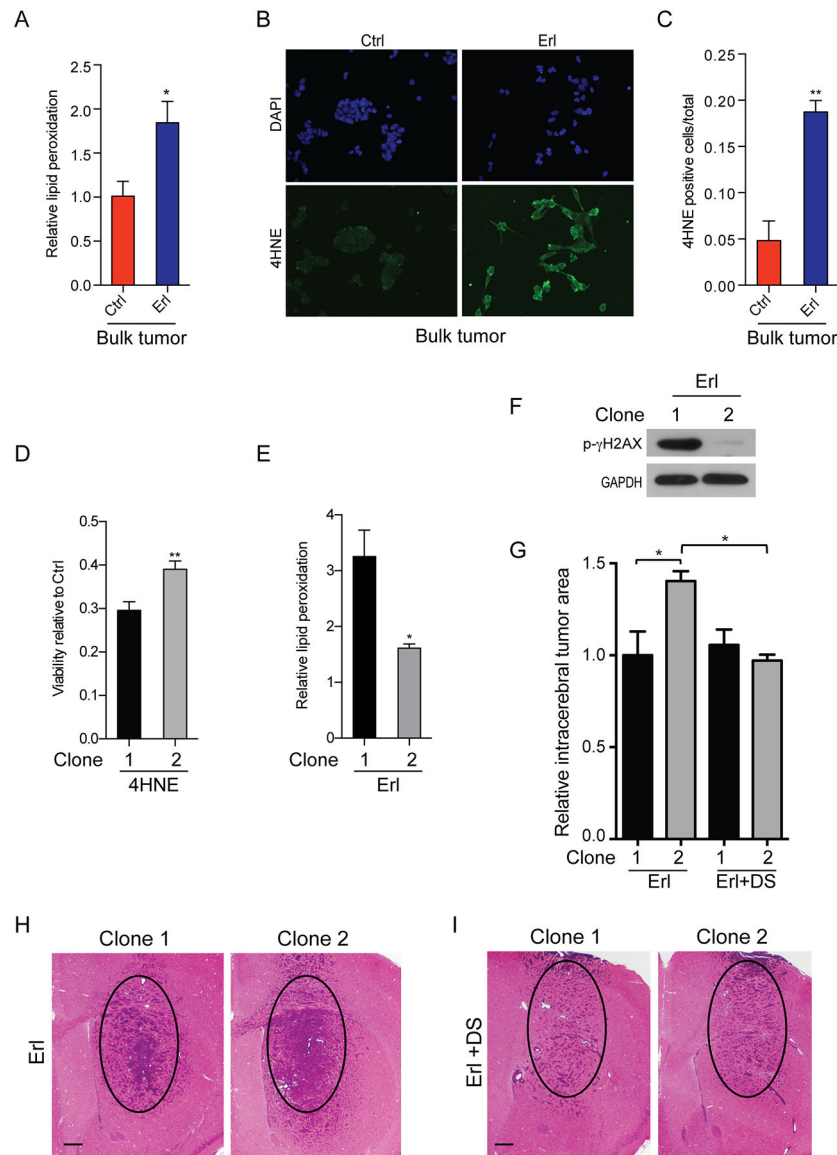 A
B
C
Ctrl
Erl
Relative lipid peroxidation
2.5
2.0
1.5
1.0
0.5
0.0
*
Ctrl
Erl
Bulk tumor
DAPI
4HNE
Bulk tumor
4HNE positive cells/total
0.25
0.20
0.15
0.10
0.05
0.00
**
Ctrl
Erl
Bulk tumor
D
E
F
Erl
Clone 1 2
p-γH2AX
GAPDH
Viability relative to Ctrl
0.5
0.4
0.3
0.2
0.1
0.0
**
Clone 1 2
4HNE
Relative lipid peroxidation
4
3
2
1
0
*
Clone 1 2
Erl
G
Relative intracerebral tumor area
1.5
1.0
0.5
0.0
*
*
Clone 1 2 1 2
Erl Erl+DS
H
Clone 1 Clone 2
Erl
I
Clone 1 Clone 2
Erl +DS